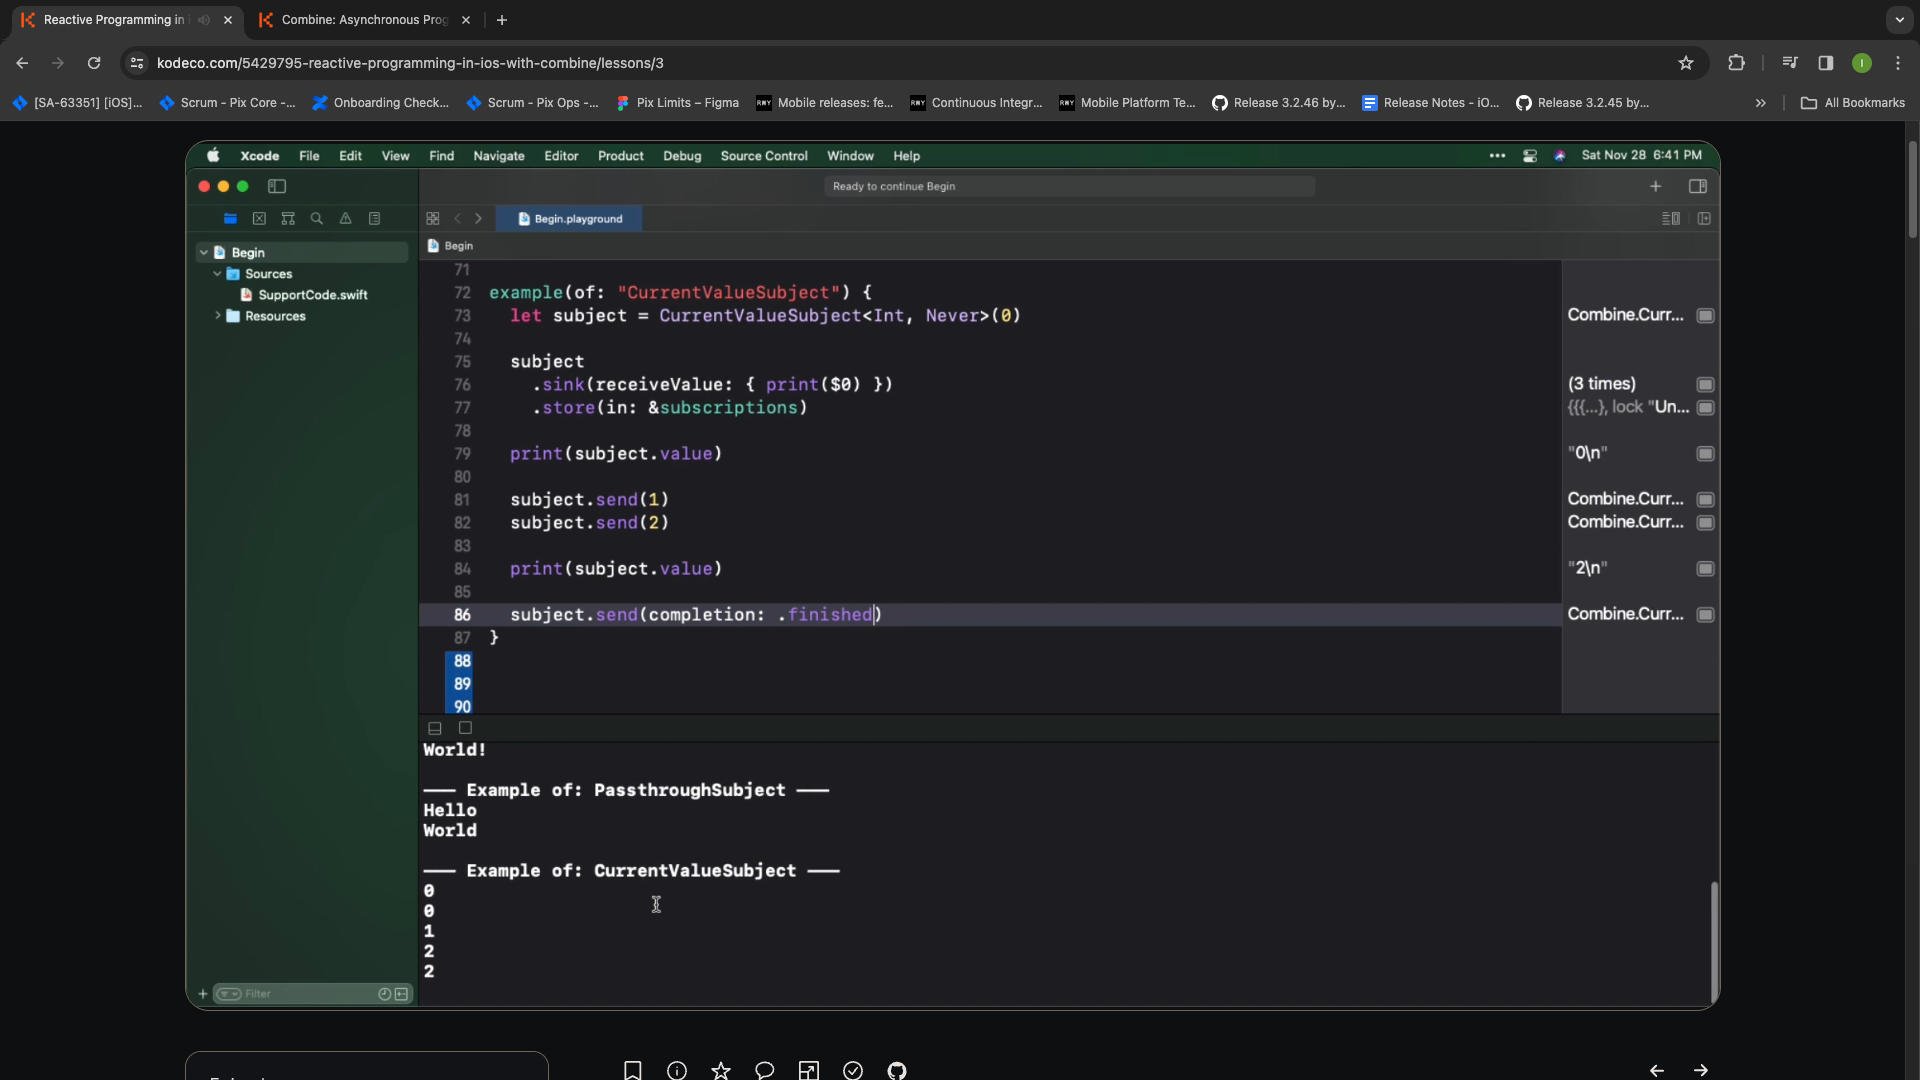 Reactive Programming in i
Combine: Asynchronous Prog
kodeco.com/5429795-reactive-programming-in-ios-with-combine/lessons/3
I
[SA-63351] [iOS]...
Scrum - Pix Core -...
Onboarding Check...
Scrum - Pix Ops -...
Pix Limits – Figma
RWY Mobile releases: fe...
RWY Continuous Integr...
RWY Mobile Platform Te...
Release 3.2.46 by...
Release Notes - iO...
Release 3.2.45 by...
» All Bookmarks
Xcode File Edit View Find Navigate Editor Product Debug Source Control Window Help
Sat Nov 28 6:41 PM
Ready to continue Begin
Begin.playground
Begin
Begin
Sources
SupportCode.swift
Resources
71
72 example(of: "CurrentValueSubject") {
73 let subject = CurrentValueSubject<Int, Never>(0)
Combine.Curr...
74
75 subject
76 .sink(receiveValue: { print($0) })
(3 times)
77 .store(in: &subscriptions)
{{{...}, lock "Un...
78
79 print(subject.value)
"0\n"
80
81 subject.send(1)
Combine.Curr...
82 subject.send(2)
Combine.Curr...
83
84 print(subject.value)
"2\n"
85
86 subject.send(completion: .finished)
Combine.Curr...
87 }
88
89
90
World!
—— Example of: PassthroughSubject ——
Hello
World
—— Example of: CurrentValueSubject ——
0
0
1
2
2
Filter